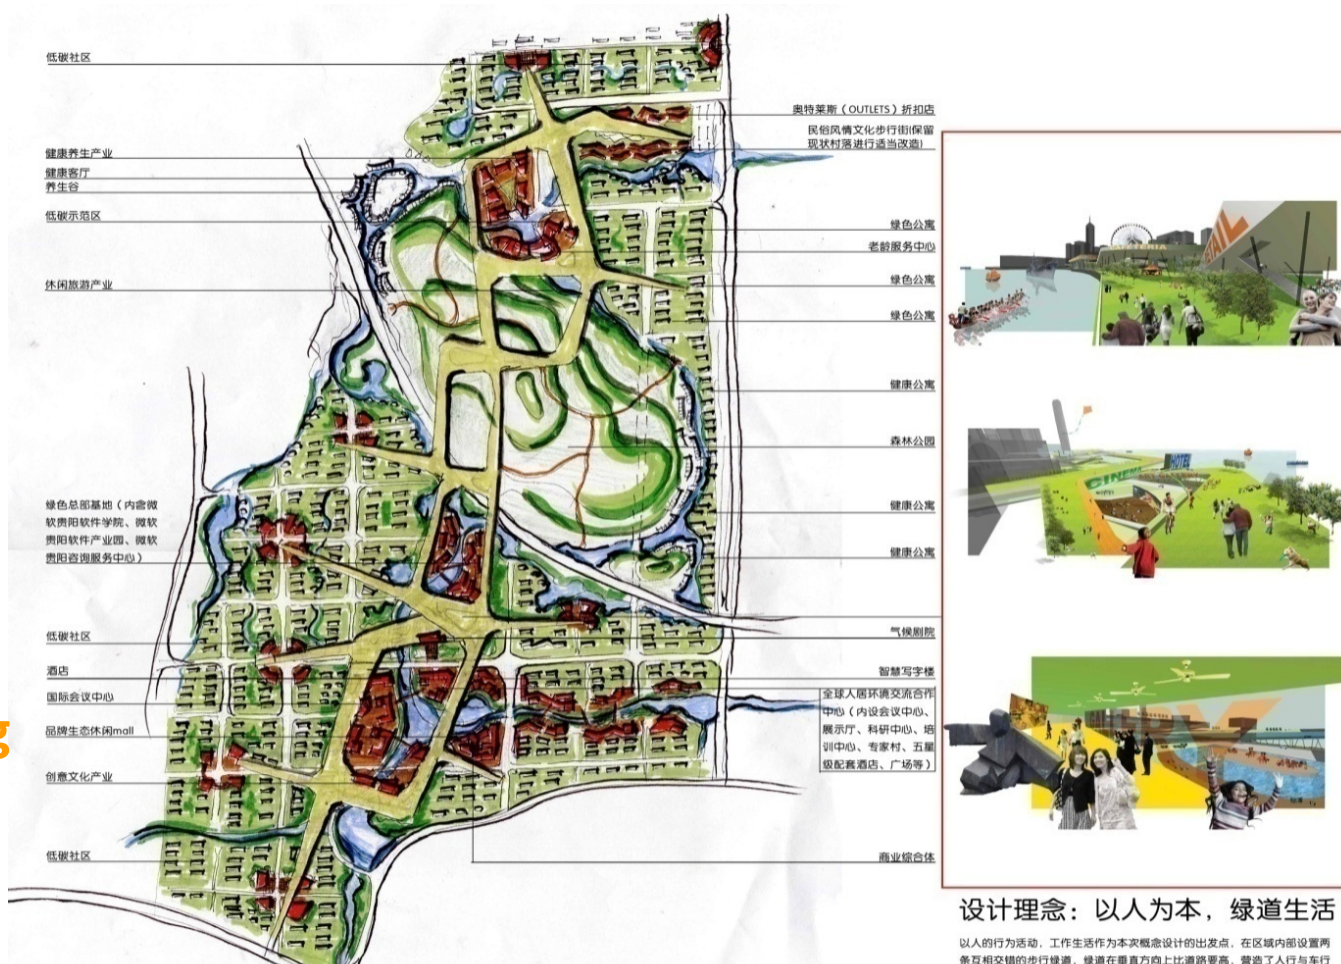 低碳社区
健康养生产业
健康客厅
养生谷
低碳示范区
休闲旅游产业
绿色总部基地（内含微
软贵阳软件学院、微软
贵阳软件产业园、微软
贵阳咨询服务中心）
低碳社区
酒店
国际会议中心
品牌生态休闲mall
创意文化产业
低碳社区
g
奥特莱斯（OUTLETS）折扣店
民俗风情文化步行街(保留
现状村落进行适当改造)
绿色公寓
老龄服务中心
绿色公寓
绿色公寓
健康公寓
森林公园
健康公寓
健康公寓
气候剧院
智慧写字楼
全球人居环境交流合作
中心（内设会议中心、
展示厅、科研中心、培
训中心、专家村、五星
级配套酒店、广场等）
商业综合体
CINEMA
HOTEL
设计理念：以人为本，绿道生活
以人的行为活动，工作生活作为本次概念设计的出发点，在区域内部设置两
条互相交错的步行绿道，绿道在垂直方向上比道路要高，营造了人行与车行